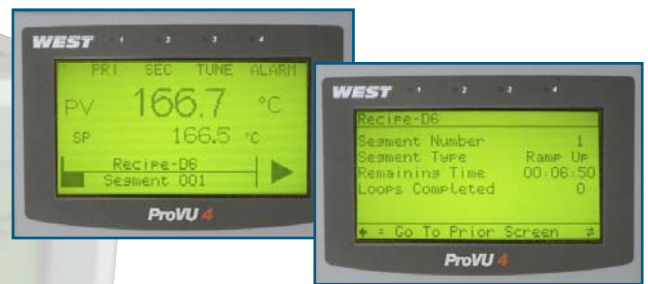 WEST 1 2 3 4
PRI SEC TUNE ALARM
PV 166.7 °C
SP 166.5 °C
Recipe-D6
Segment 001
ProVU 4
WEST 1 2 3 4
Recipe-D6
Segment Number 1
Segment Type Ramp Up
Remaining Time 00:06:50
Loops Completed 0
= Go To Prior Screen
ProVU 4